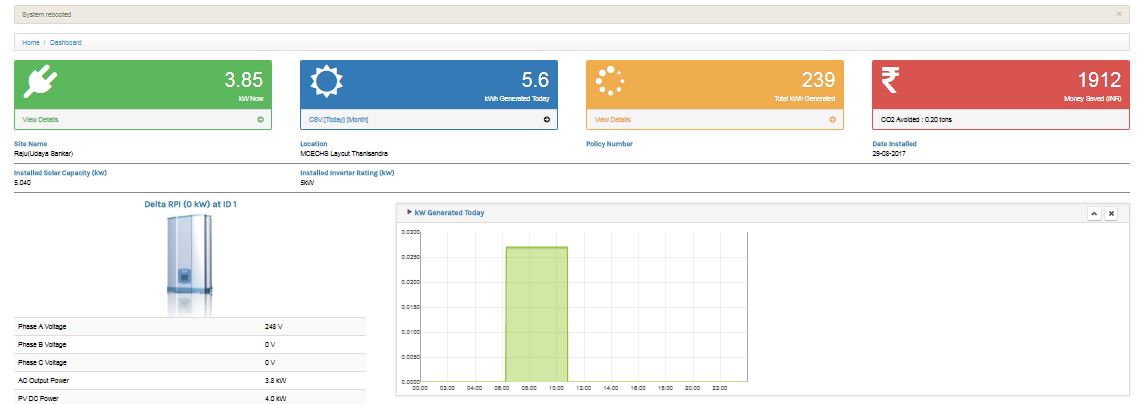 System rebooted ×
Home / Dashboard
3.85
kW Now
View Details
5.6
kWh Generated Today
CSV:[Today] [Month]
239
Total kWh Generated
View Details
₹ 1912
Money Saved (INR)
CO2 Avoided : 0.20 tons
Site Name
Raju(Udaya Sankar)
Location
MCECHS Layout Thanisandra
Policy Number
Date Installed
29-08-2017
Installed Solar Capacity (kW)
5.040
Installed Inverter Rating (kW)
5kW
Delta RPI (0 kW) at ID 1
Phase A Voltage 248 V
Phase B Voltage 0 V
Phase C Voltage 0 V
AC Output Power 3.8 kW
PV DC Power 4.0 kW
kW Generated Today
0.0300
0.0250
0.0200
0.0150
0.0100
0.0050
0.0000
00:00 02:00 04:00 06:00 08:00 10:00 12:00 14:00 16:00 18:00 20:00 22:00